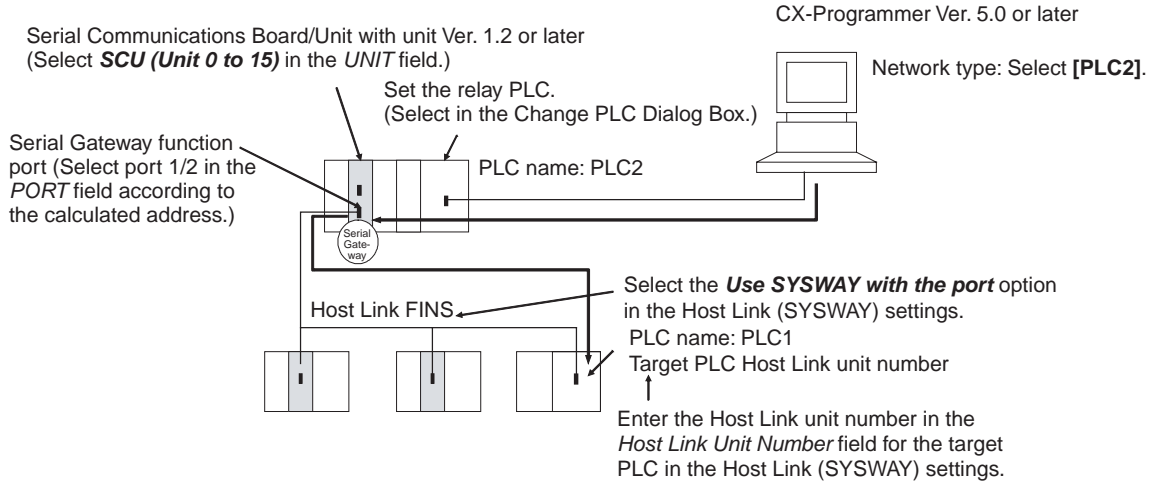 CX-Programmer Ver. 5.0 or later
Serial Communications Board/Unit with unit Ver. 1.2 or later
(Select SCU (Unit 0 to 15) in the UNIT field.)
Network type: Select [PLC2].
Set the relay PLC.
(Select in the Change PLC Dialog Box.)
Serial Gateway function
port (Select port 1/2 in the
PORT field according to
the calculated address.)
PLC name: PLC2
Serial
Gate-
way
Select the Use SYSWAY with the port option
in the Host Link (SYSWAY) settings.
Host Link FINS
PLC name: PLC1
Target PLC Host Link unit number
Enter the Host Link unit number in the
Host Link Unit Number field for the target
PLC in the Host Link (SYSWAY) settings.